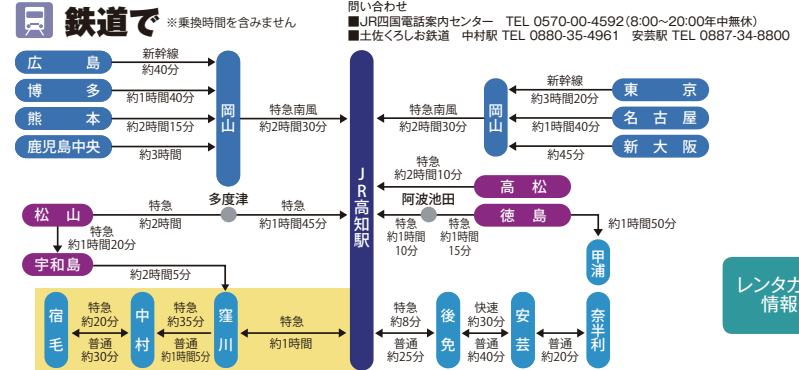 鉄道で ※乗換時間を含みません
問い合わせ
■JR四国電話案内センター　TEL 0570-00-4592(8:00~20:00年中無休)
■土佐くろしお鉄道　中村駅 TEL 0880-35-4961　安芸駅 TEL 0887-34-8800
広島
新幹線
約40分
博多
約1時間40分
熊本
約2時間15分
鹿児島中央
約3時間
岡山
特急南風
約2時間30分
JR高知駅
特急南風
約2時間30分
岡山
新幹線
約3時間20分
東京
約1時間40分
名古屋
約45分
新大阪
特急
約2時間10分
高松
松山
特急
約2時間
多度津
特急
約1時間45分
阿波池田
特急
約1時間
10分
特急
約1時間
15分
徳島
約1時間50分
甲浦
特急
約1時間20分
宇和島
約2時間5分
宿毛
特急
約20分
普通
約30分
中村
特急
約35分
普通
約1時間5分
窪川
特急
約1時間
特急
約8分
普通
約25分
後免
快速
約30分
普通
約40分
安芸
普通
約20分
奈半利
レンタカ
情報